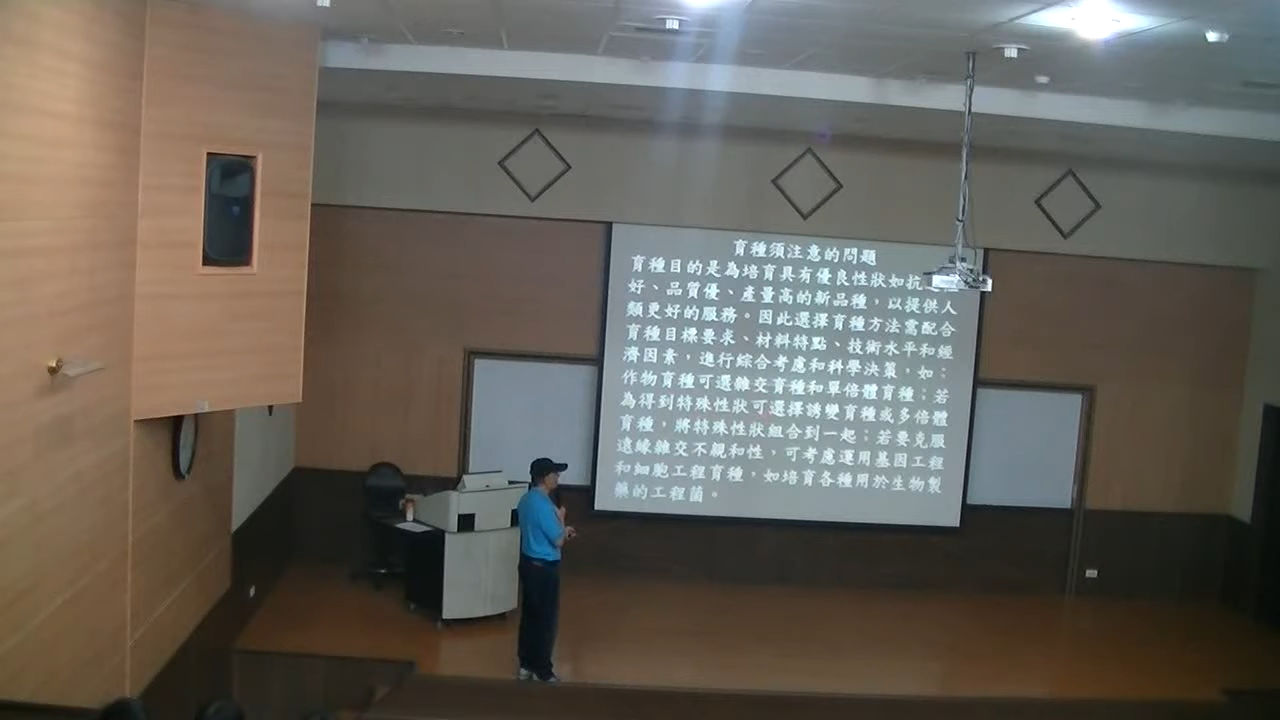 育種須注意的問題
育種目的是為培育具有優良性狀如抗
好、品質優、產量高的新品種，以提供人
類更好的服務。因此選擇育種方法需配合
育種目標要求、材料特點、技術水平和經
濟因素，進行綜合考慮和科學決策，如：
作物育種可選雜交育種和單倍體育種；若
為得到特殊性狀可選擇誘變育種或多倍體
育種，將特殊性狀組合到一起；若要克服
遠緣雜交不親和性，可考慮運用基因工程
和細胞工程育種，如培育各種用於生物製
藥的工程菌。